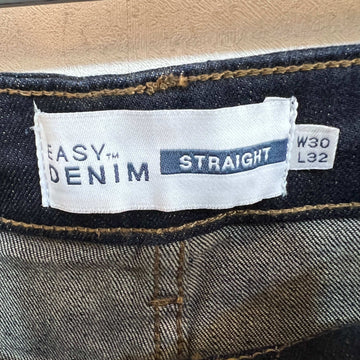 EASY™
DENIM
STRAIGHT
W30
L32